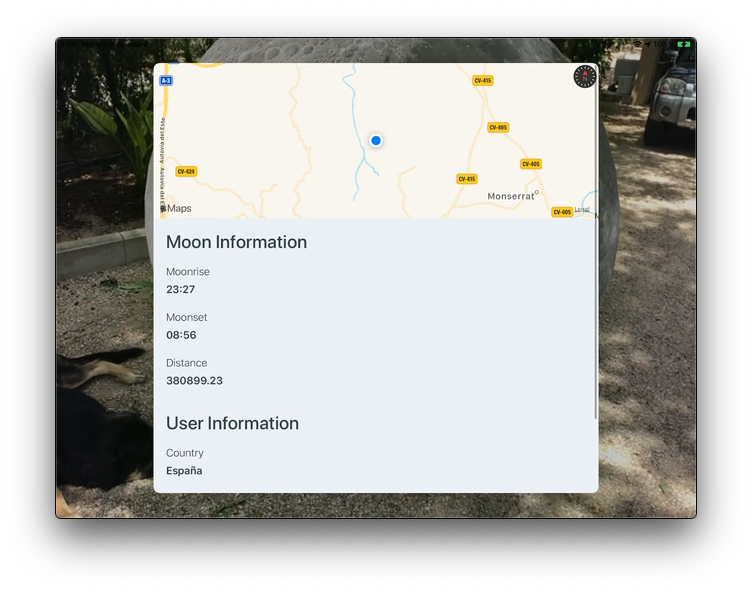 A-3
CV-415
CV-405
CV-405
CV-424
CV-415
Monserrat
CV-405
Legal
Autovía del Este
Maps
Moon Information
Moonrise
23:27
Moonset
08:56
Distance
380899.23
User Information
Country
España